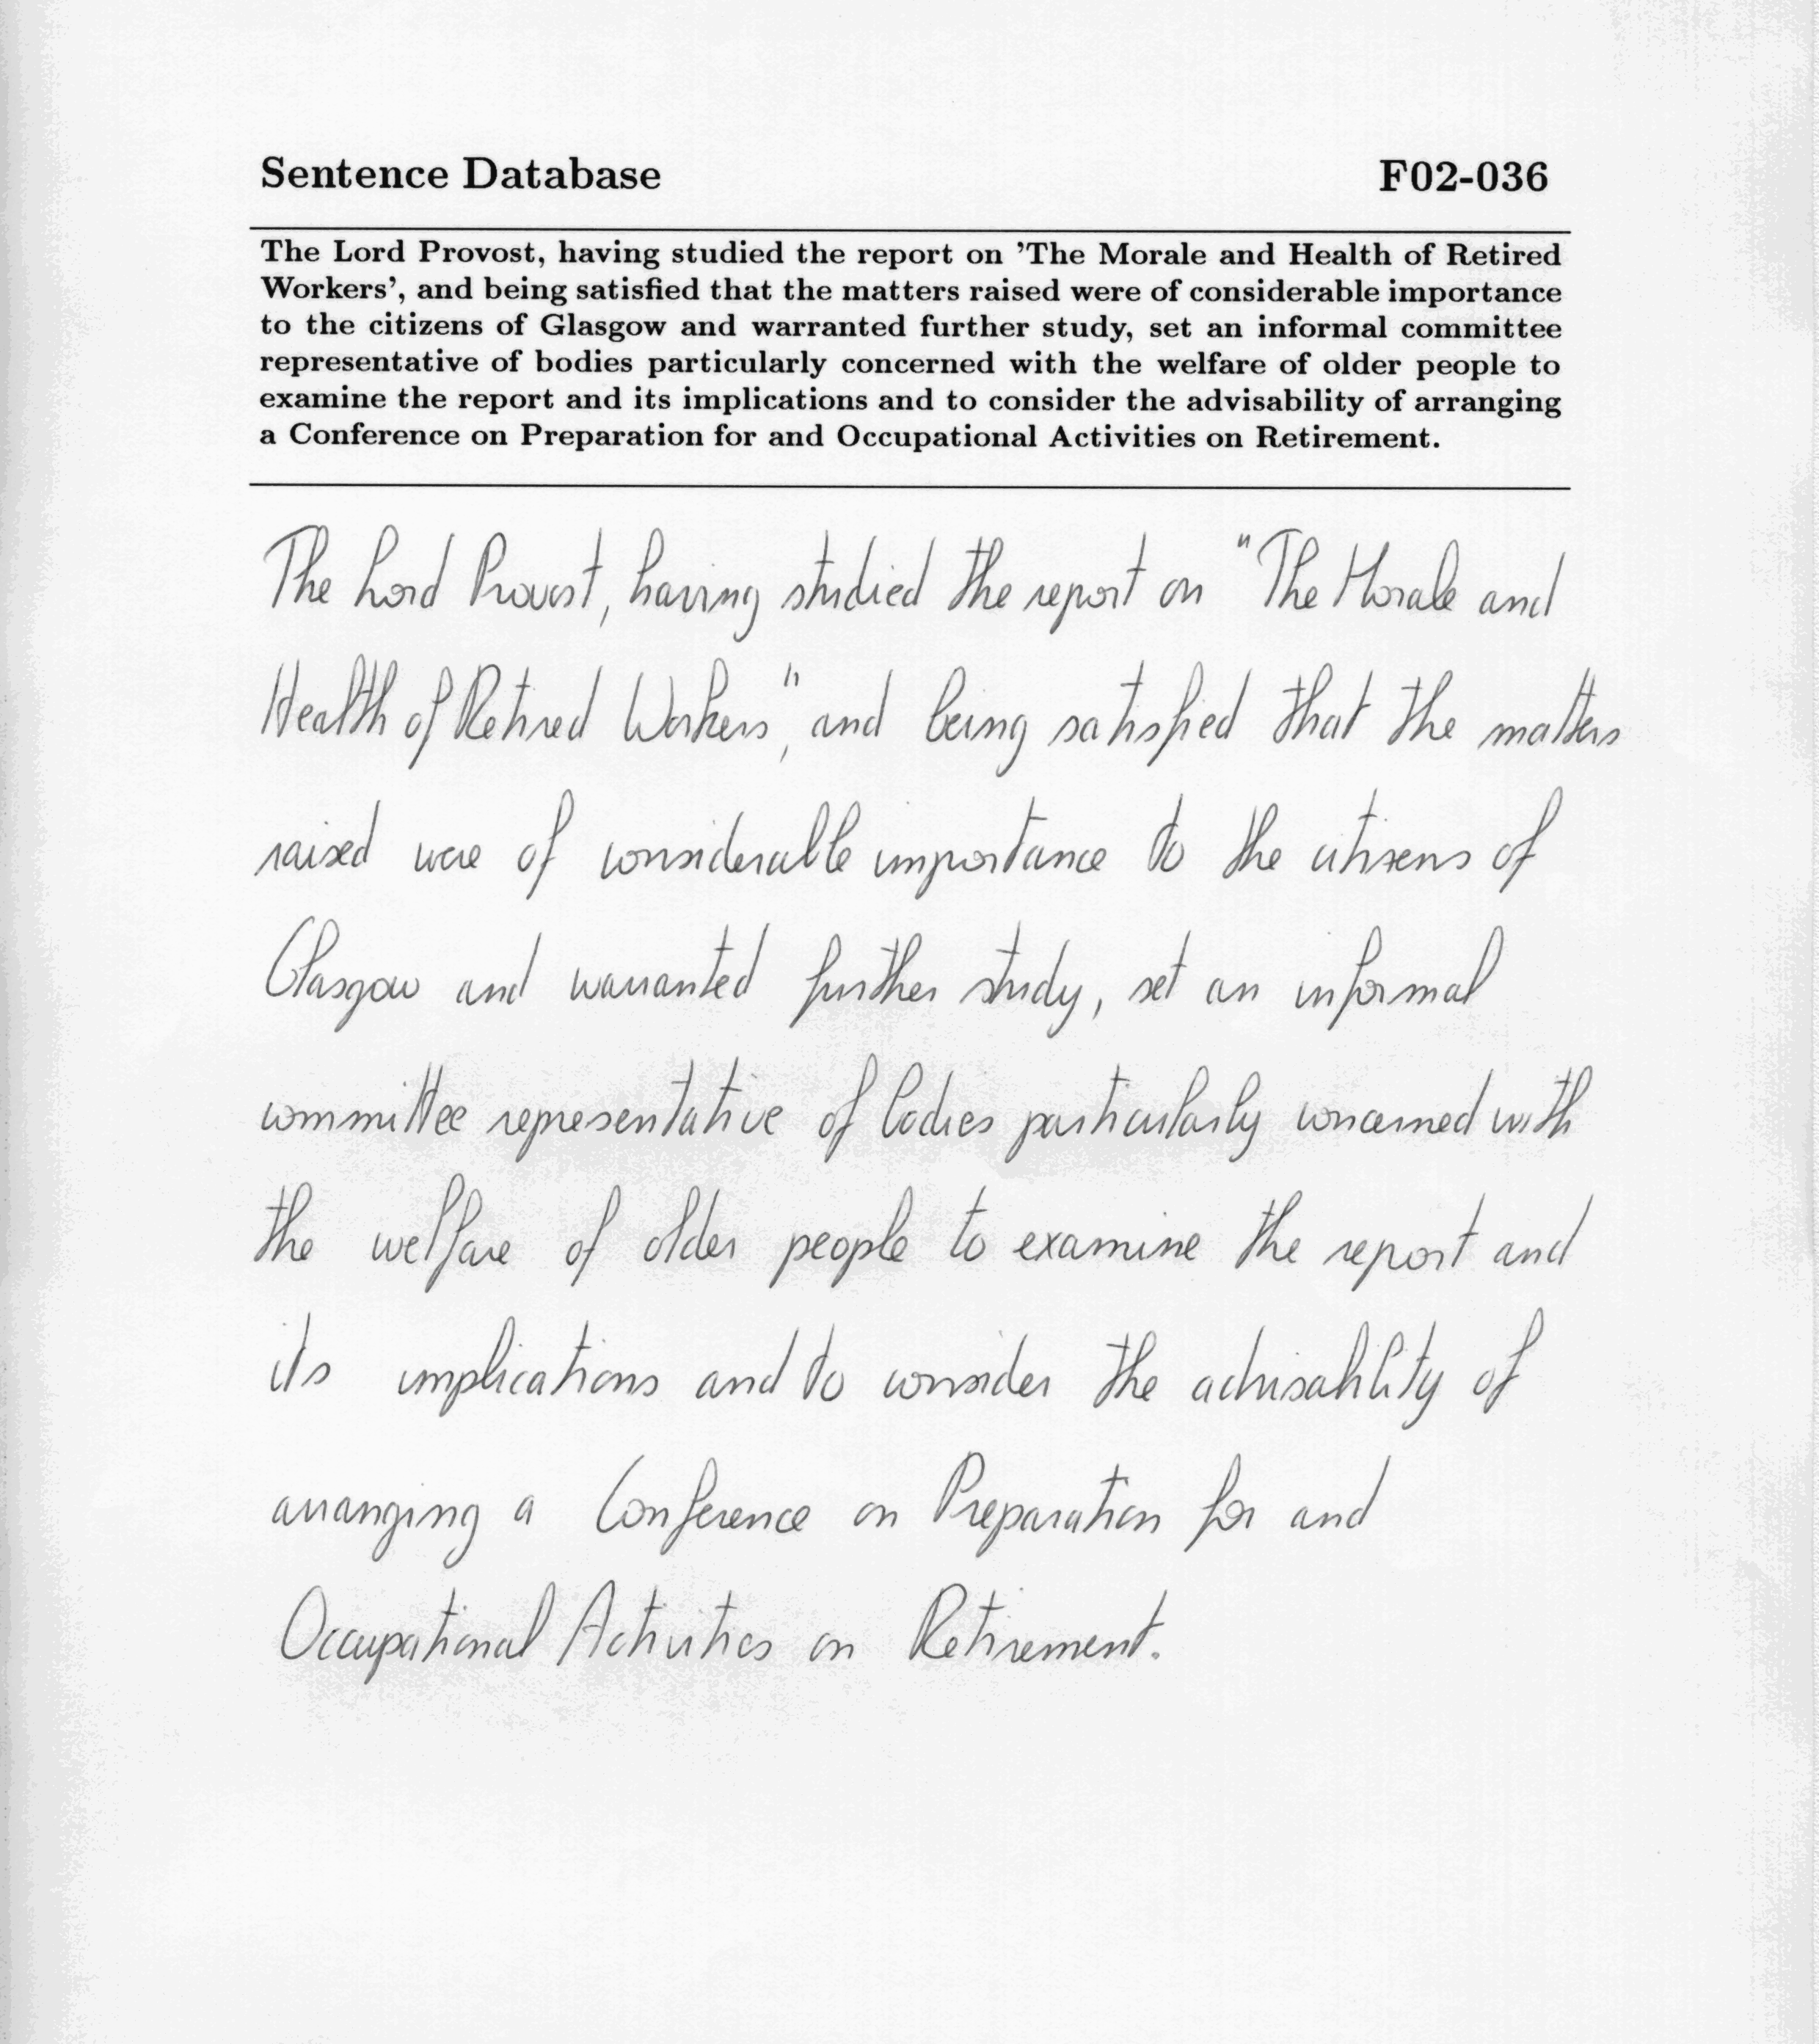 Sentence Database F02-036
The Lord Provost, having studied the report on 'The Morale and Health of Retired
Workers', and being satisfied that the matters raised were of considerable importance
to the citizens of Glasgow and warranted further study, set an informal committee
representative of bodies particularly concerned with the welfare of older people to
examine the report and its implications and to consider the advisability of arranging
a Conference on Preparation for and Occupational Activities on Retirement.
The Lord Provost, having studied the report on "The Morale and
Health of Retired Workers", and being satisfied that the matters
raised were of considerable importance to the citizens of
Glasgow and warranted further study, set an informal
committee representative of bodies particularly concerned with
the welfare of older people to examine the report and
its implications and to consider the advisability of
arranging a Conference on Preparation for and
Occupational Activities on Retirement.